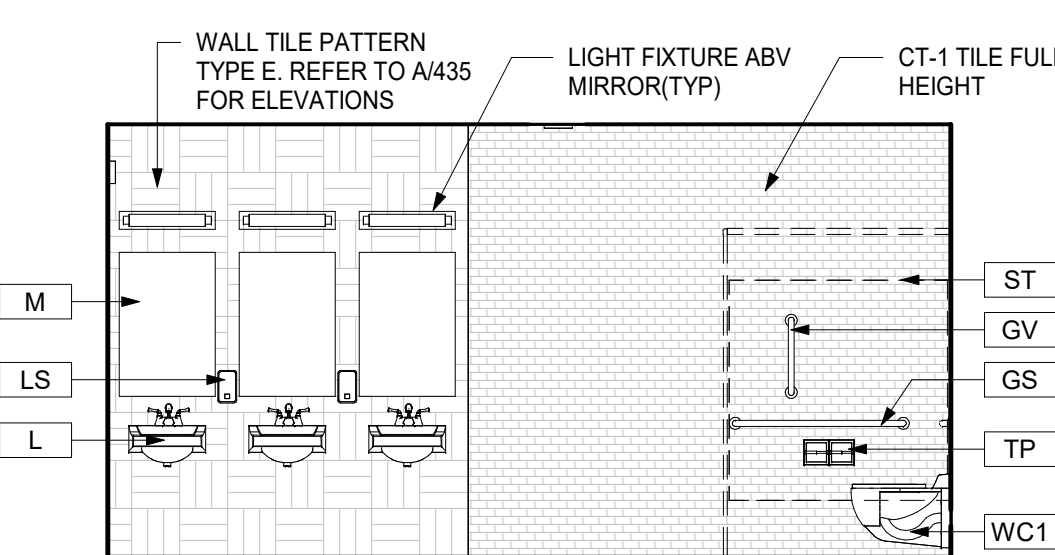 WALL TILE PATTERN
TYPE E. REFER TO A/435
FOR ELEVATIONS
LIGHT FIXTURE ABV
MIRROR(TYP)
CT-1 TILE FULL
HEIGHT
M
LS
L
ST
GV
GS
TP
WC1